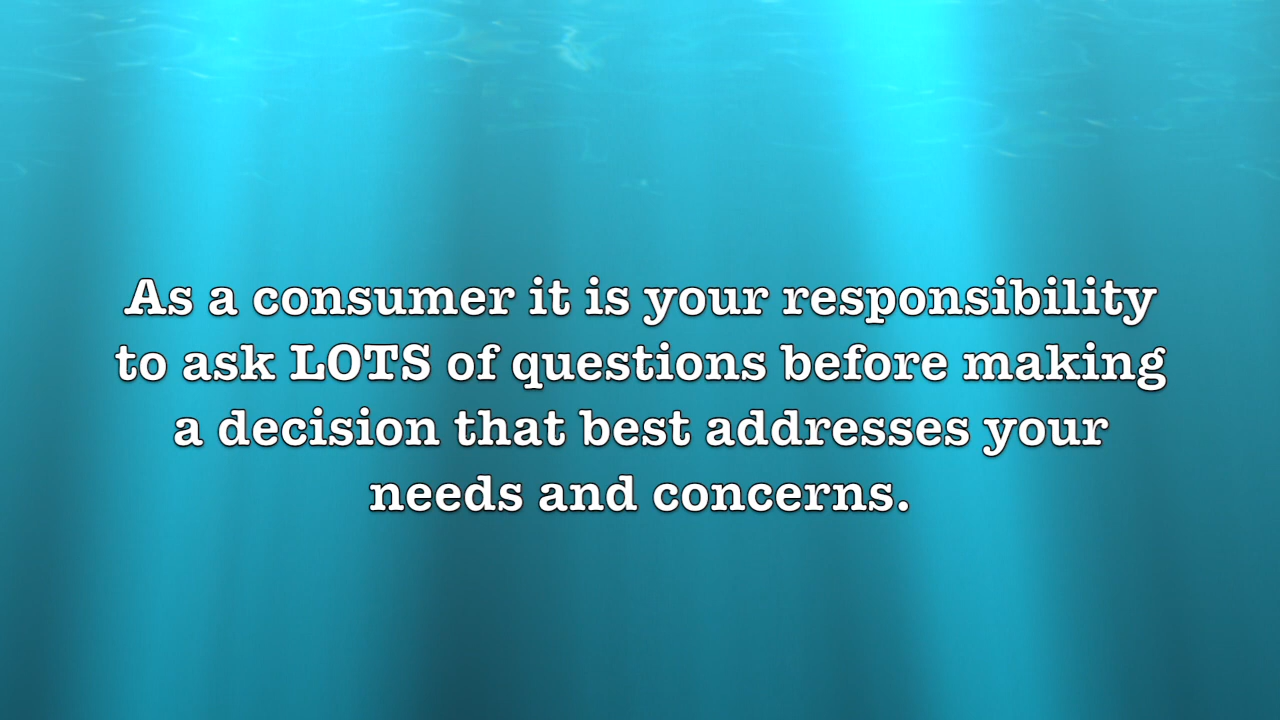 As a consumer it is your responsibility
to ask LOTS of questions before making
a decision that best addresses your
needs and concerns.